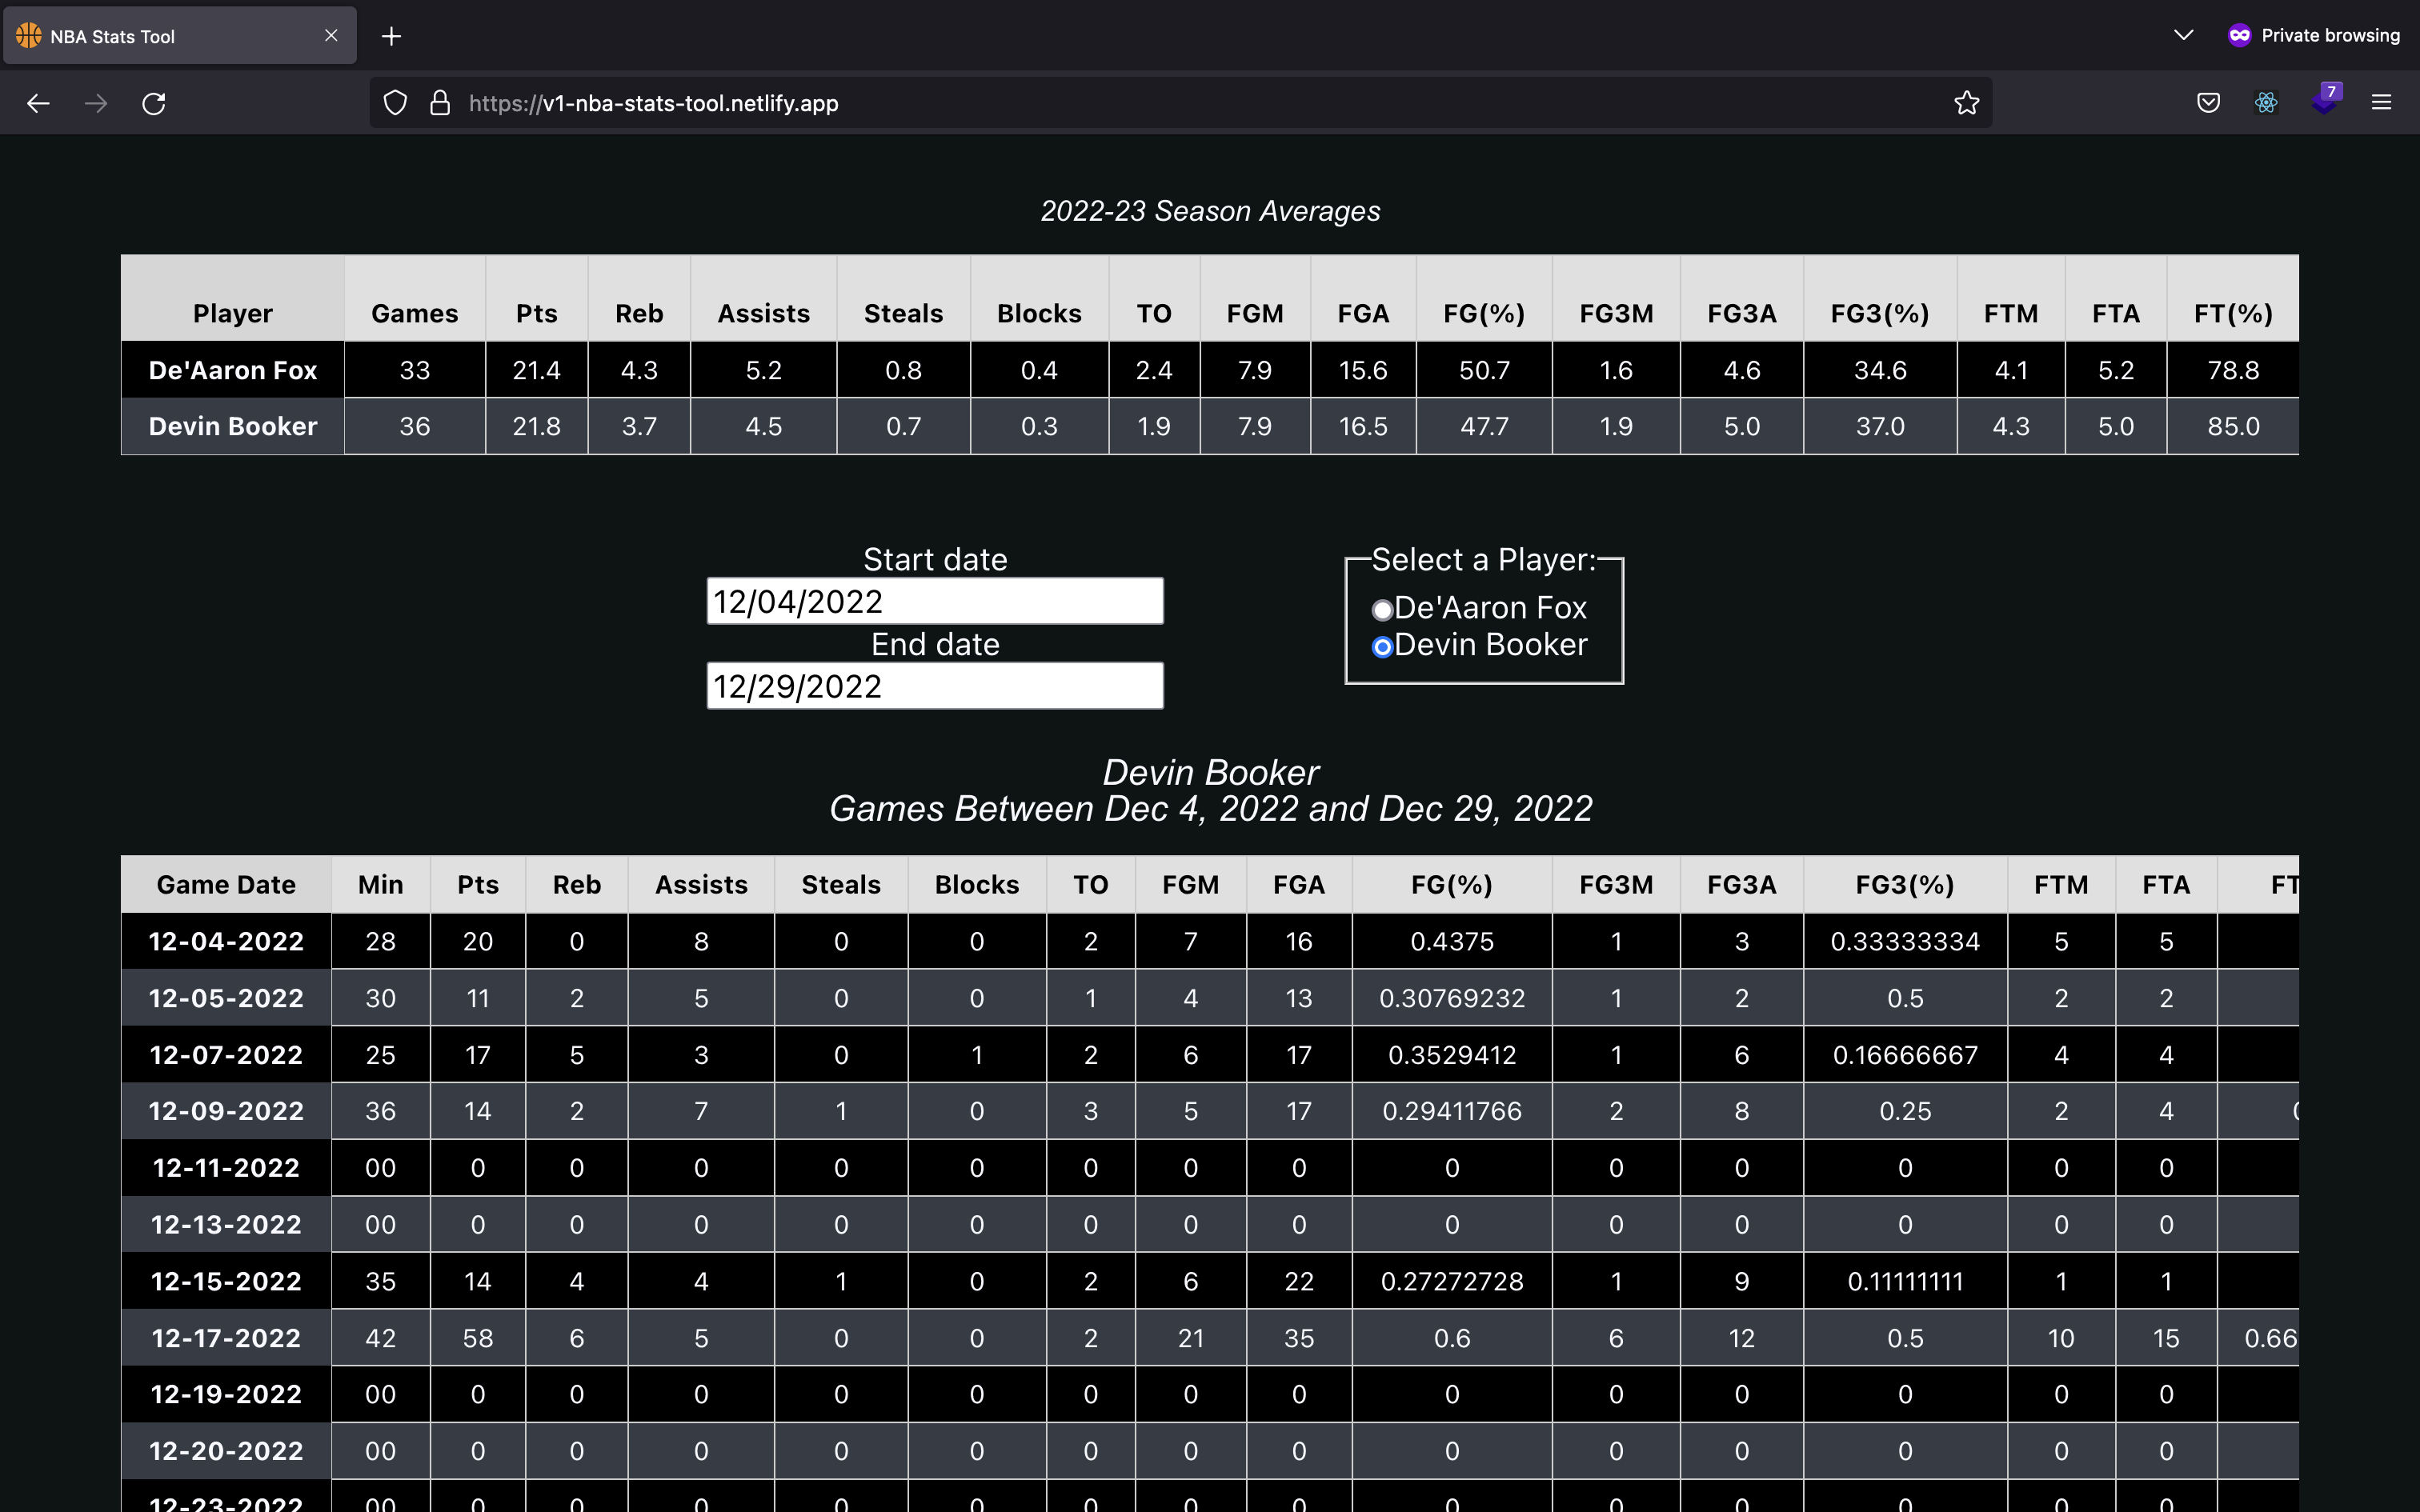 NBA Stats Tool
Private browsing
https://v1-nba-stats-tool.netlify.app
7
2022-23 Season Averages
Player Games Pts Reb Assists Steals Blocks TO FGM FGA FG(%) FG3M FG3A FG3(%) FTM FTA FT(%)
De'Aaron Fox 33 21.4 4.3 5.2 0.8 0.4 2.4 7.9 15.6 50.7 1.6 4.6 34.6 4.1 5.2 78.8
Devin Booker 36 21.8 3.7 4.5 0.7 0.3 1.9 7.9 16.5 47.7 1.9 5.0 37.0 4.3 5.0 85.0
Start date
12/04/2022
End date
12/29/2022
Select a Player:
De'Aaron Fox
Devin Booker
Devin Booker
Games Between Dec 4, 2022 and Dec 29, 2022
Game Date Min Pts Reb Assists Steals Blocks TO FGM FGA FG(%) FG3M FG3A FG3(%) FTM FTA FT
12-04-2022 28 20 0 8 0 0 2 7 16 0.4375 1 3 0.33333334 5 5
12-05-2022 30 11 2 5 0 0 1 4 13 0.30769232 1 2 0.5 2 2
12-07-2022 25 17 5 3 0 1 2 6 17 0.3529412 1 6 0.16666667 4 4
12-09-2022 36 14 2 7 1 0 3 5 17 0.29411766 2 8 0.25 2 4
12-11-2022 00 0 0 0 0 0 0 0 0 0 0 0 0 0 0
12-13-2022 00 0 0 0 0 0 0 0 0 0 0 0 0 0 0
12-15-2022 35 14 4 4 1 0 2 6 22 0.27272728 1 9 0.11111111 1 1
12-17-2022 42 58 6 5 0 0 2 21 35 0.6 6 12 0.5 10 15 0.66
12-19-2022 00 0 0 0 0 0 0 0 0 0 0 0 0 0 0
12-20-2022 00 0 0 0 0 0 0 0 0 0 0 0 0 0 0
12-23-2022 00 0 0 0 0 0 0 0 0 0 0 0 0 0 0